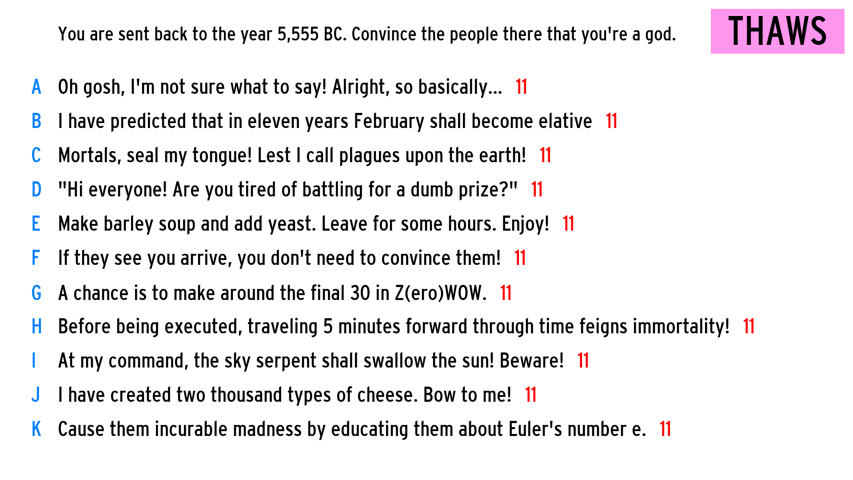 You are sent back to the year 5,555 BC. Convince the people there that you're a god.
THAWS
A Oh gosh, I'm not sure what to say! Alright, so basically... 11
B I have predicted that in eleven years February shall become elative 11
C Mortals, seal my tongue! Lest I call plagues upon the earth! 11
D "Hi everyone! Are you tired of battling for a dumb prize?" 11
E Make barley soup and add yeast. Leave for some hours. Enjoy! 11
F If they see you arrive, you don't need to convince them! 11
G A chance is to make around the final 30 in Z(ero)WOW. 11
H Before being executed, traveling 5 minutes forward through time feigns immortality! 11
I At my command, the sky serpent shall swallow the sun! Beware! 11
J I have created two thousand types of cheese. Bow to me! 11
K Cause them incurable madness by educating them about Euler's number e. 11